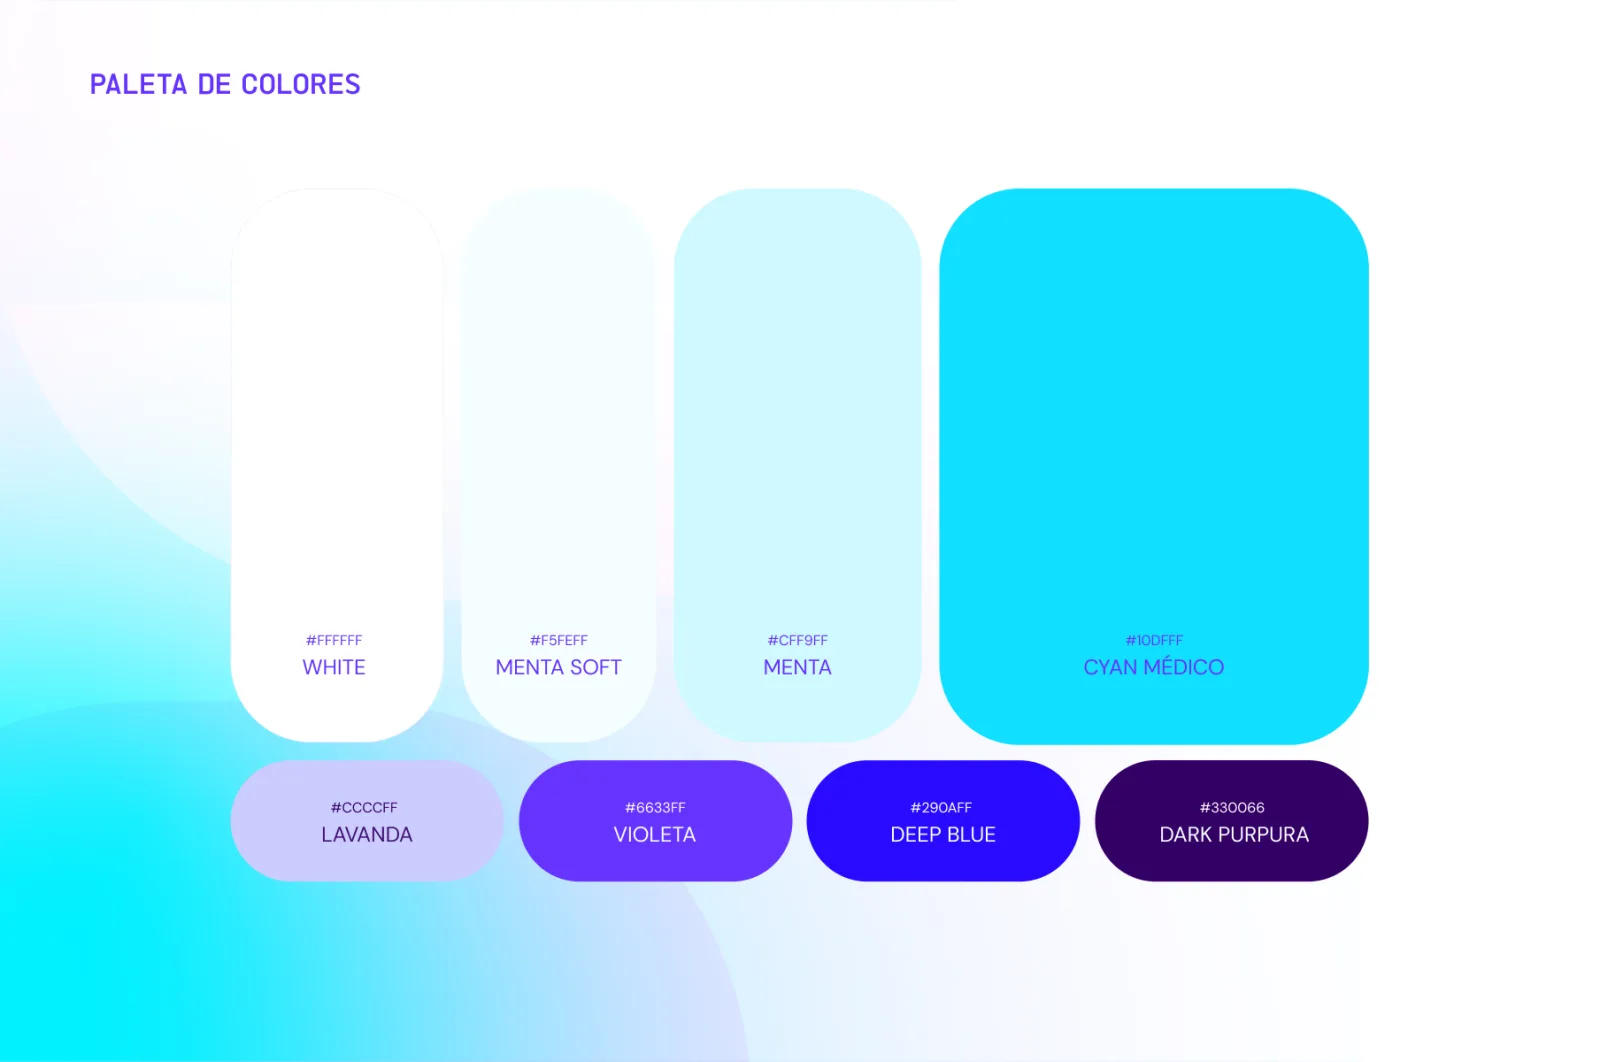 PALETA DE COLORES
#FFFFFF
WHITE
#F5FEFF
MENTA SOFT
#CFF9FF
MENTA
#10DFFF
CYAN MÉDICO
#CCCCFF
LAVANDA
#6633FF
VIOLETA
#290AFF
DEEP BLUE
#330066
DARK PURPURA